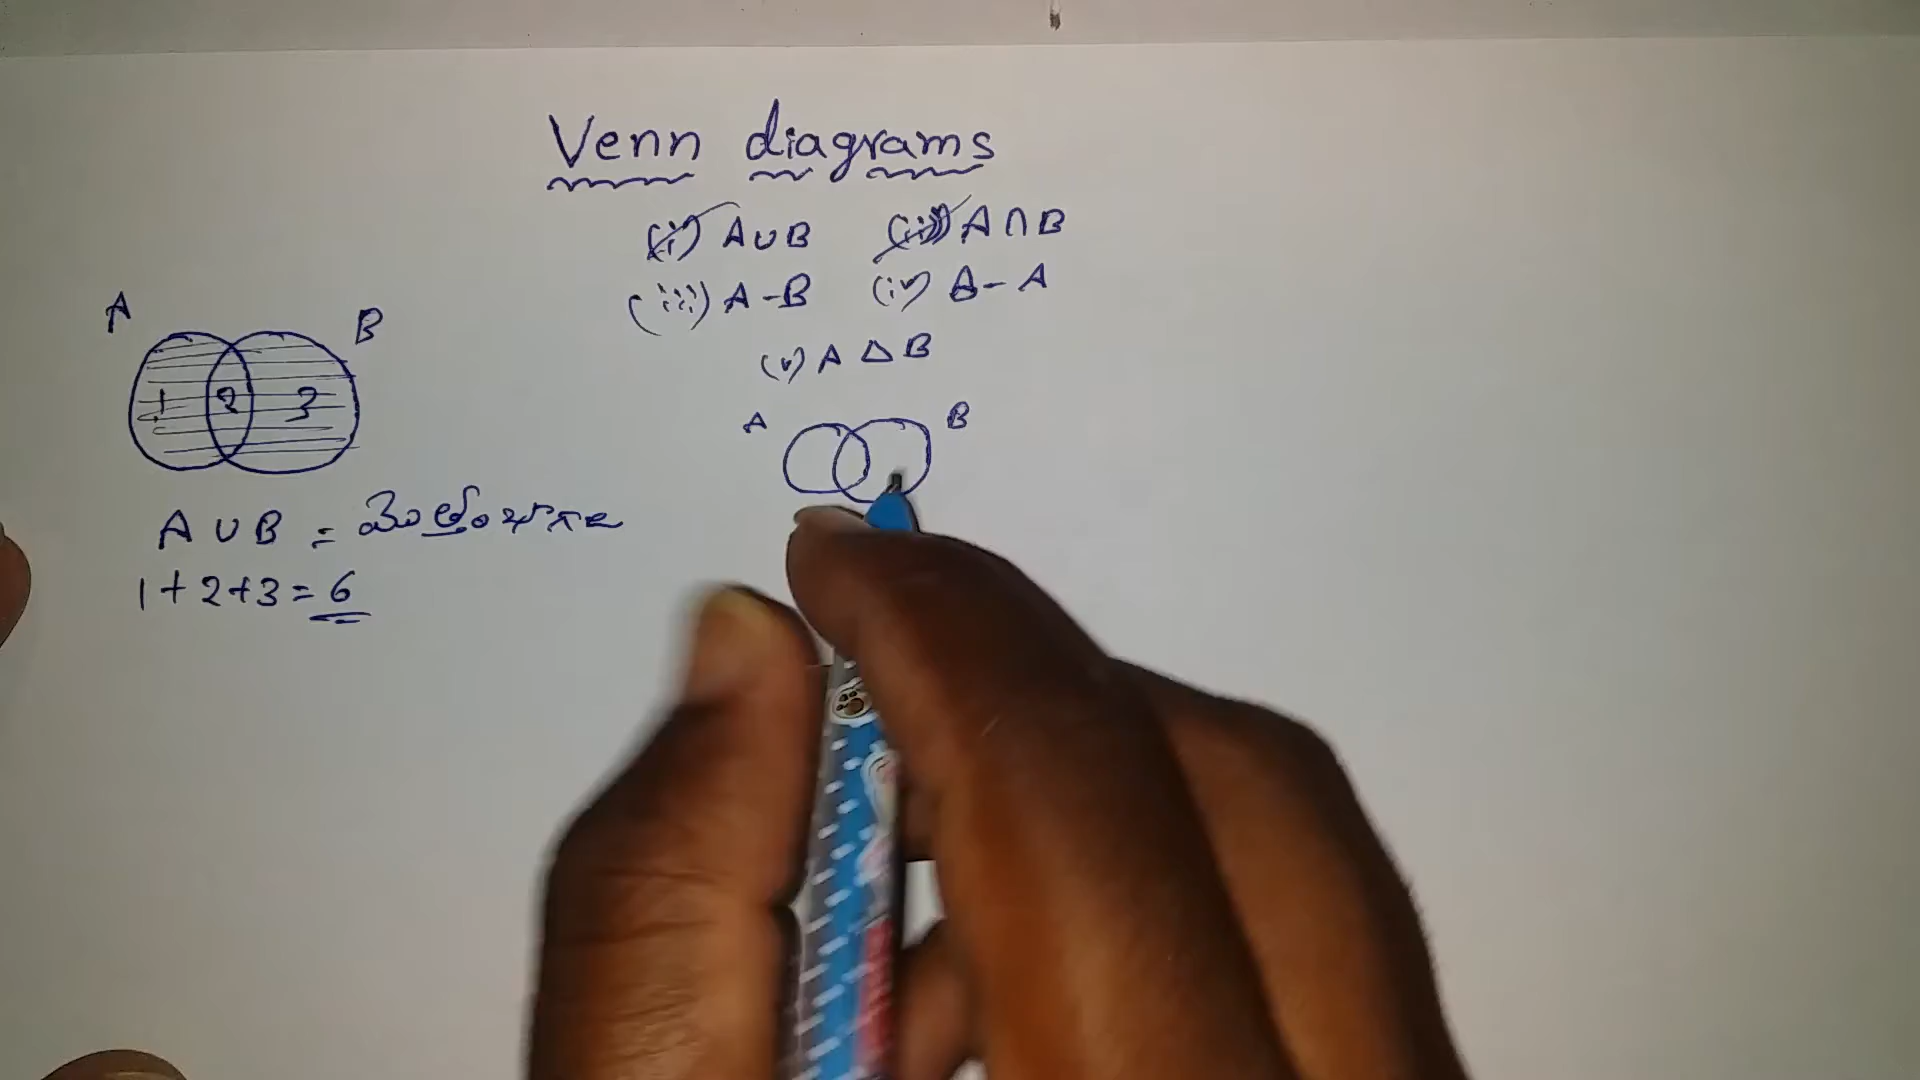 Venn diagrams
(i) A∪B (ii) A∩B
(iii) A-B (iv) B-A
(v) A Δ B
A B
1 2 3
A B
A∪B = మొత్తం భాగం
1+2+3=6